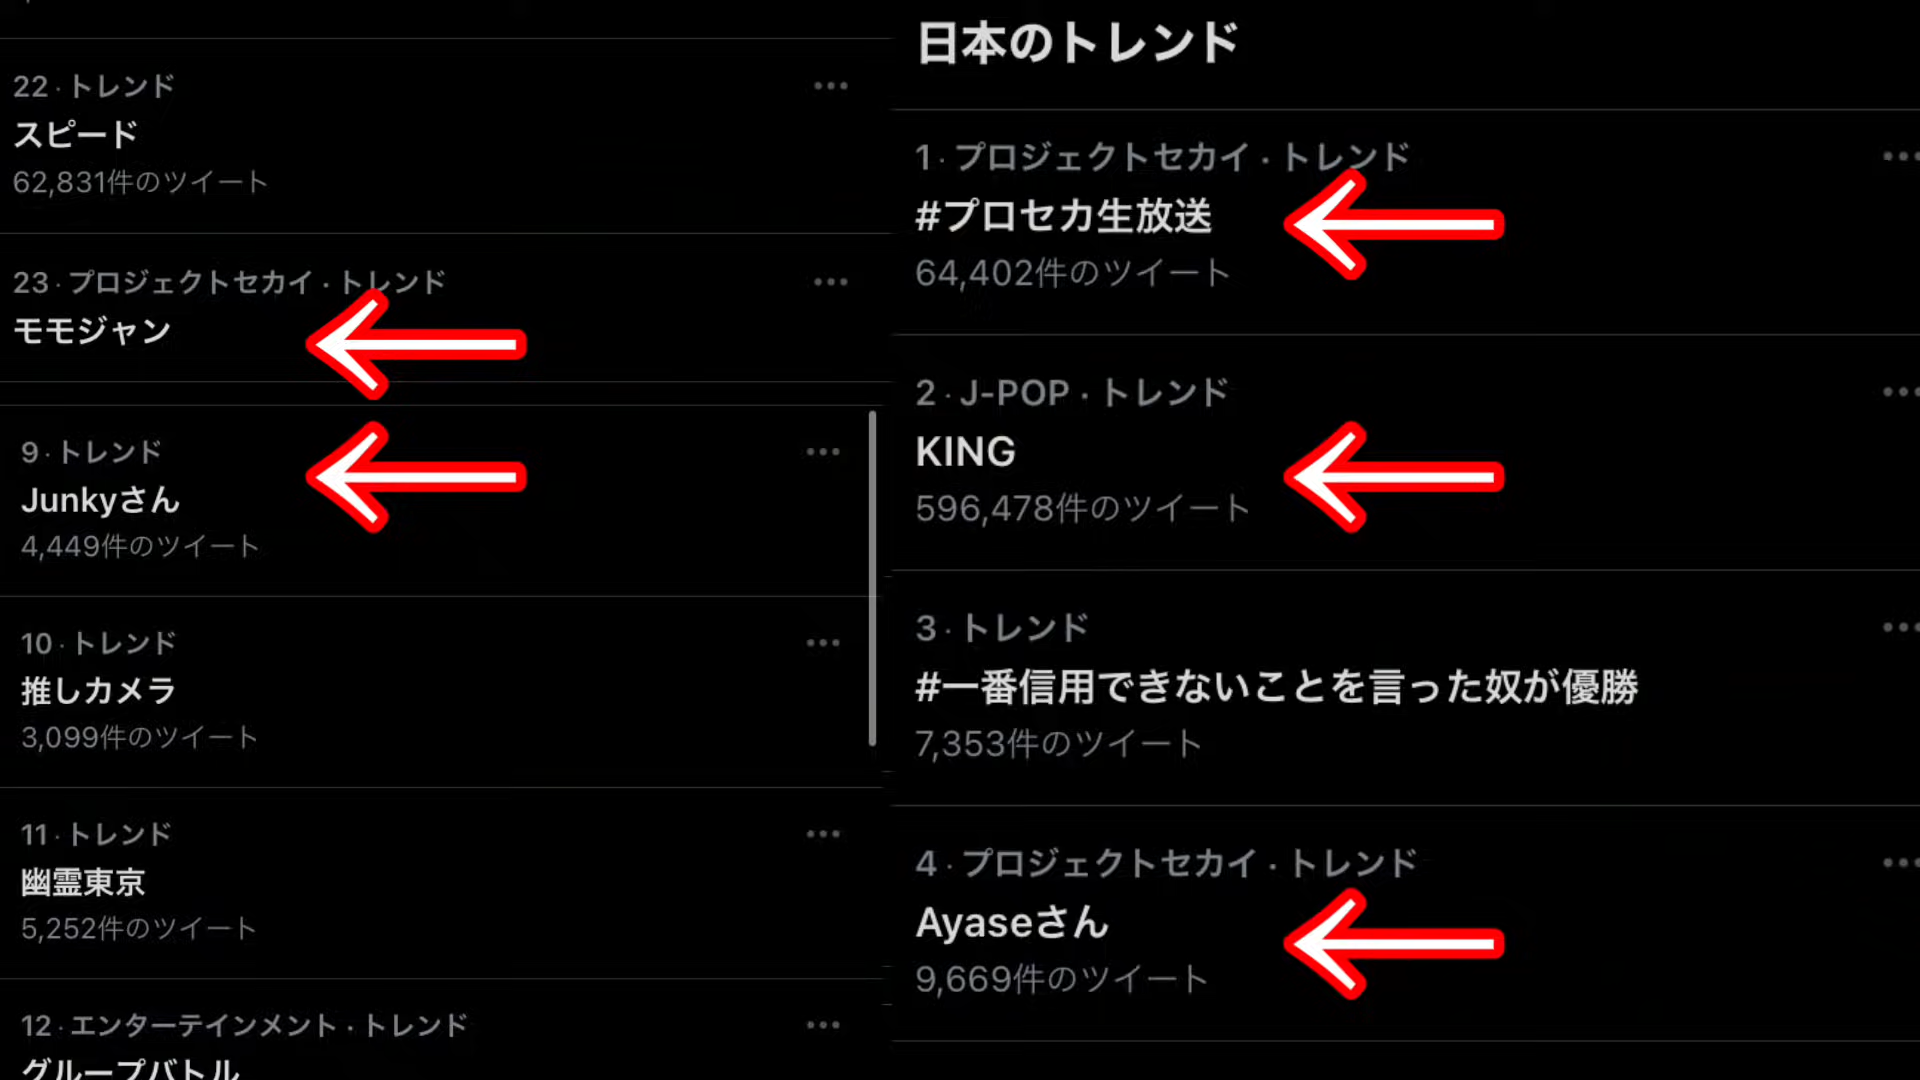 22 · トレンド
スピード
62,831件のツイート
23 · プロジェクトセカイ · トレンド
モモジャン
9 · トレンド
Junkyさん
4,449件のツイート
10 · トレンド
推しカメラ
3,099件のツイート
11 · トレンド
幽霊東京
5,252件のツイート
12 · エンターテインメント · トレンド
グループバトル
日本のトレンド
1 · プロジェクトセカイ · トレンド
#プロセカ生放送
64,402件のツイート
2 · J-POP · トレンド
KING
596,478件のツイート
3 · トレンド
#一番信用できないことを言った奴が優勝
7,353件のツイート
4 · プロジェクトセカイ · トレンド
Ayaseさん
9,669件のツイート